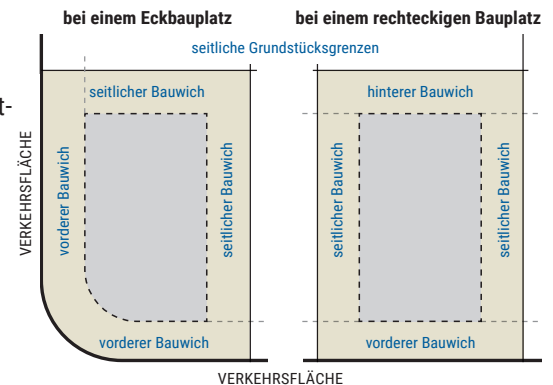 bei einem Eckbauplatz
bei einem rechteckigen Bauplatz
seitliche Grundstücksgrenzen
seitlicher Bauwich
hinterer Bauwich
t-
VERKEHRSFLÄCHE
vorderer Bauwich
seitlicher Bauwich
seitlicher Bauwich
seitlicher Bauwich
vorderer Bauwich
vorderer Bauwich
VERKEHRSFLÄCHE